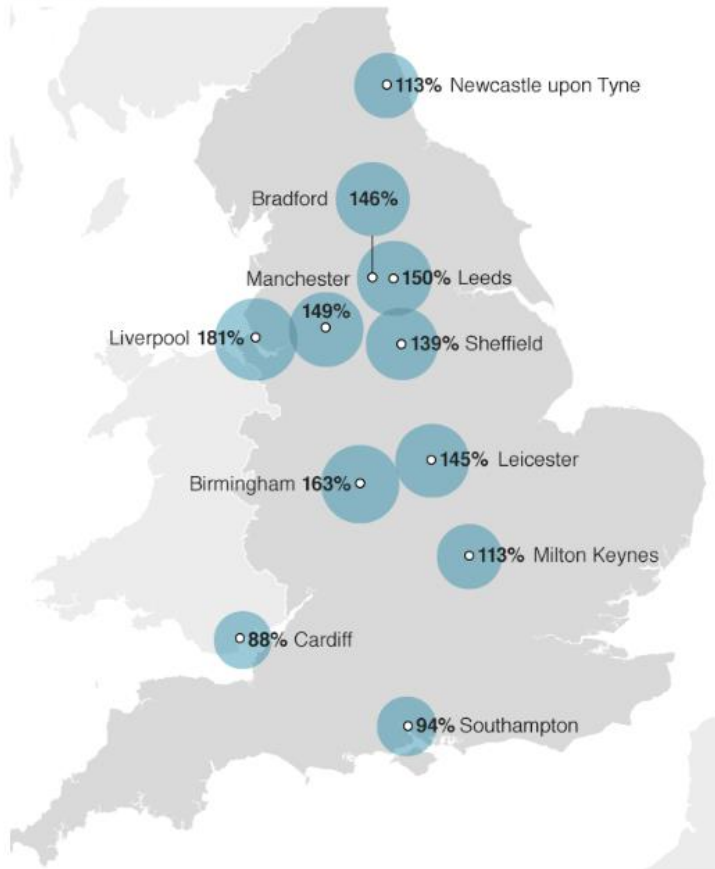 113% Newcastle upon Tyne
Bradford 146%
Manchester
150% Leeds
149%
Liverpool 181%
139% Sheffield
145% Leicester
Birmingham 163%
113% Milton Keynes
88% Cardiff
94% Southampton